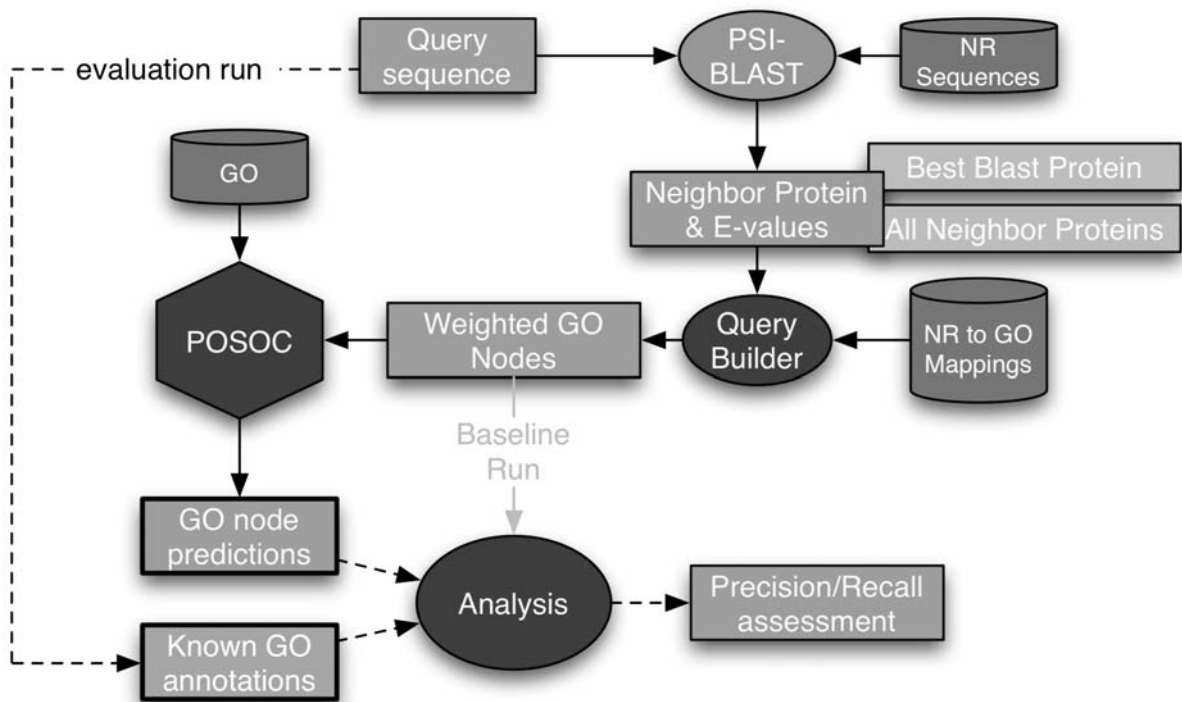 Query
sequence
PSI-
BLAST
NR
Sequences
evaluation run
GO
Best Blast Protein
Neighbor Protein
& E-values
All Neighbor Proteins
POSOC
Weighted GO
Nodes
Query
Builder
NR to GO
Mappings
Baseline
Run
GO node
predictions
Analysis
Precision/Recall
assessment
Known GO
annotations